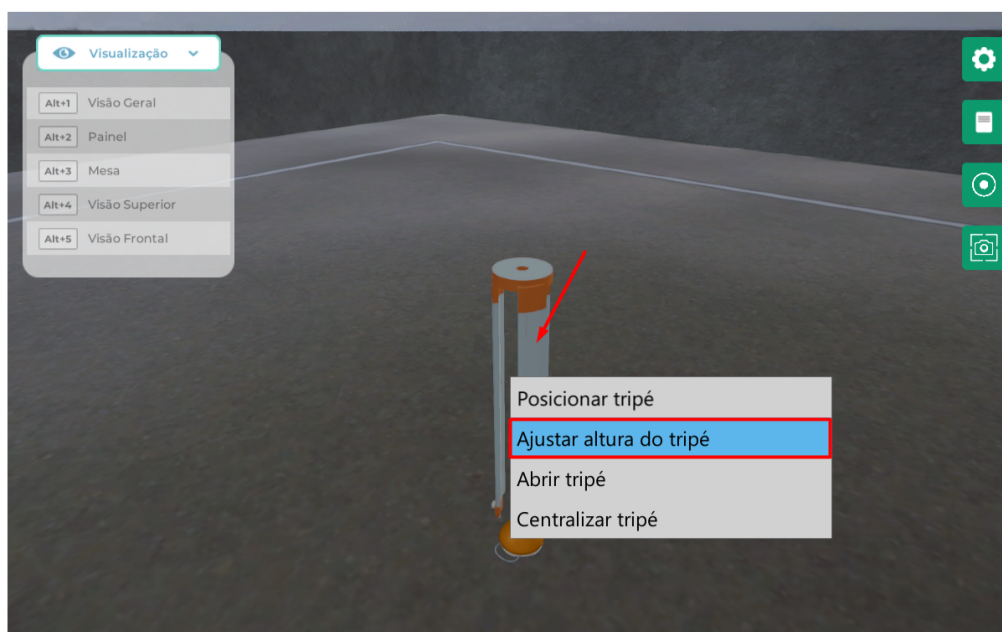 Visualização
Alt+1 Visão Geral
Alt+2 Painel
Alt+3 Mesa
Alt+4 Visão Superior
Alt+5 Visão Frontal
Posicionar tripé
Ajustar altura do tripé
Abrir tripé
Centralizar tripé